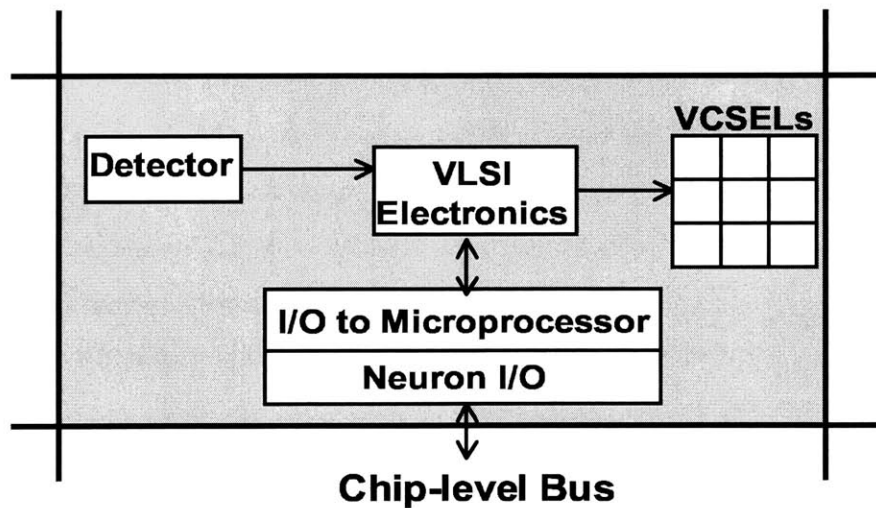 VCSELs
Detector
VLSI
Electronics
I/O to Microprocessor
Neuron I/O
Chip-level Bus